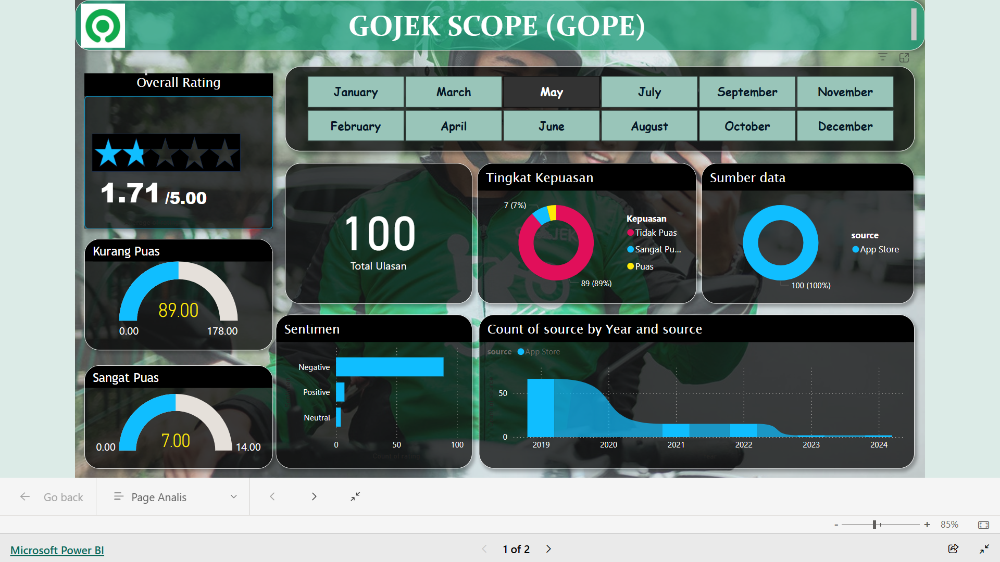 GOJEK SCOPE (GOPE)
Overall Rating
January
March
May
July
September
November
February
April
June
August
October
December
1.71 /5.00
100
Total Ulasan
Tingkat Kepuasan
7 (7%)
89 (89%)
Kepuasan
Tidak Puas
Sangat Pu...
Puas
Sumber data
100 (100%)
source
App Store
Kurang Puas
89.00
0.00
178.00
Sangat Puas
7.00
0.00
14.00
Sentimen
Negative
Positive
Neutral
0
50
100
Count of rating
Count of source by Year and source
source App Store
50
0
2019
2020
2021
2022
2023
2024
Go back
Page Analis
- + 85%
Microsoft Power BI
1 of 2